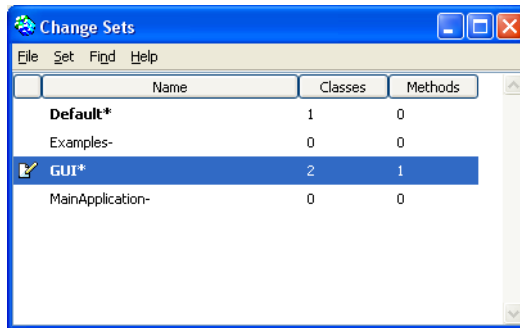 Change Sets
File Set Find Help
Name Classes Methods
Default* 1 0
Examples- 0 0
GUI* 2 1
MainApplication- 0 0